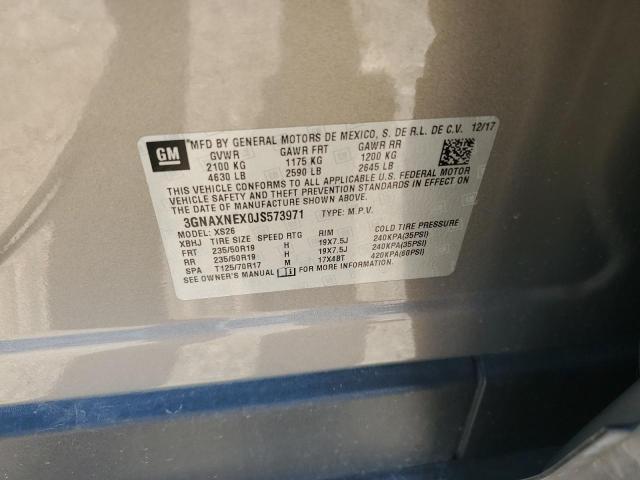 GM
MFD BY GENERAL MOTORS DE MEXICO, S. DE R.L. DE C.V. 12/17
GVWR GAWR FRT GAWR RR
2100 KG 1175 KG 1200 KG
4630 LB 2590 LB 2645 LB
THIS VEHICLE CONFORMS TO ALL APPLICABLE U.S. FEDERAL MOTOR
VEHICLE SAFETY AND THEFT PREVENTION STANDARDS IN EFFECT ON
THE DATE OF MANUFACTURE SHOWN ABOVE.
3GNAXNEX0JS573971 TYPE: M.P.V.
MODEL: XS26
XBHJ TIRE SIZE SPEED RTG RIM COLD TIRE PRESSURE
FRT 235/50R19 H 19X7.5J 240KPA(35PSI)
RR 235/50R19 H 19X7.5J 240KPA(35PSI)
SPA T125/70R17 M 17X4BT 420KPA(60PSI)
SEE OWNER'S MANUAL FOR MORE INFORMATION.